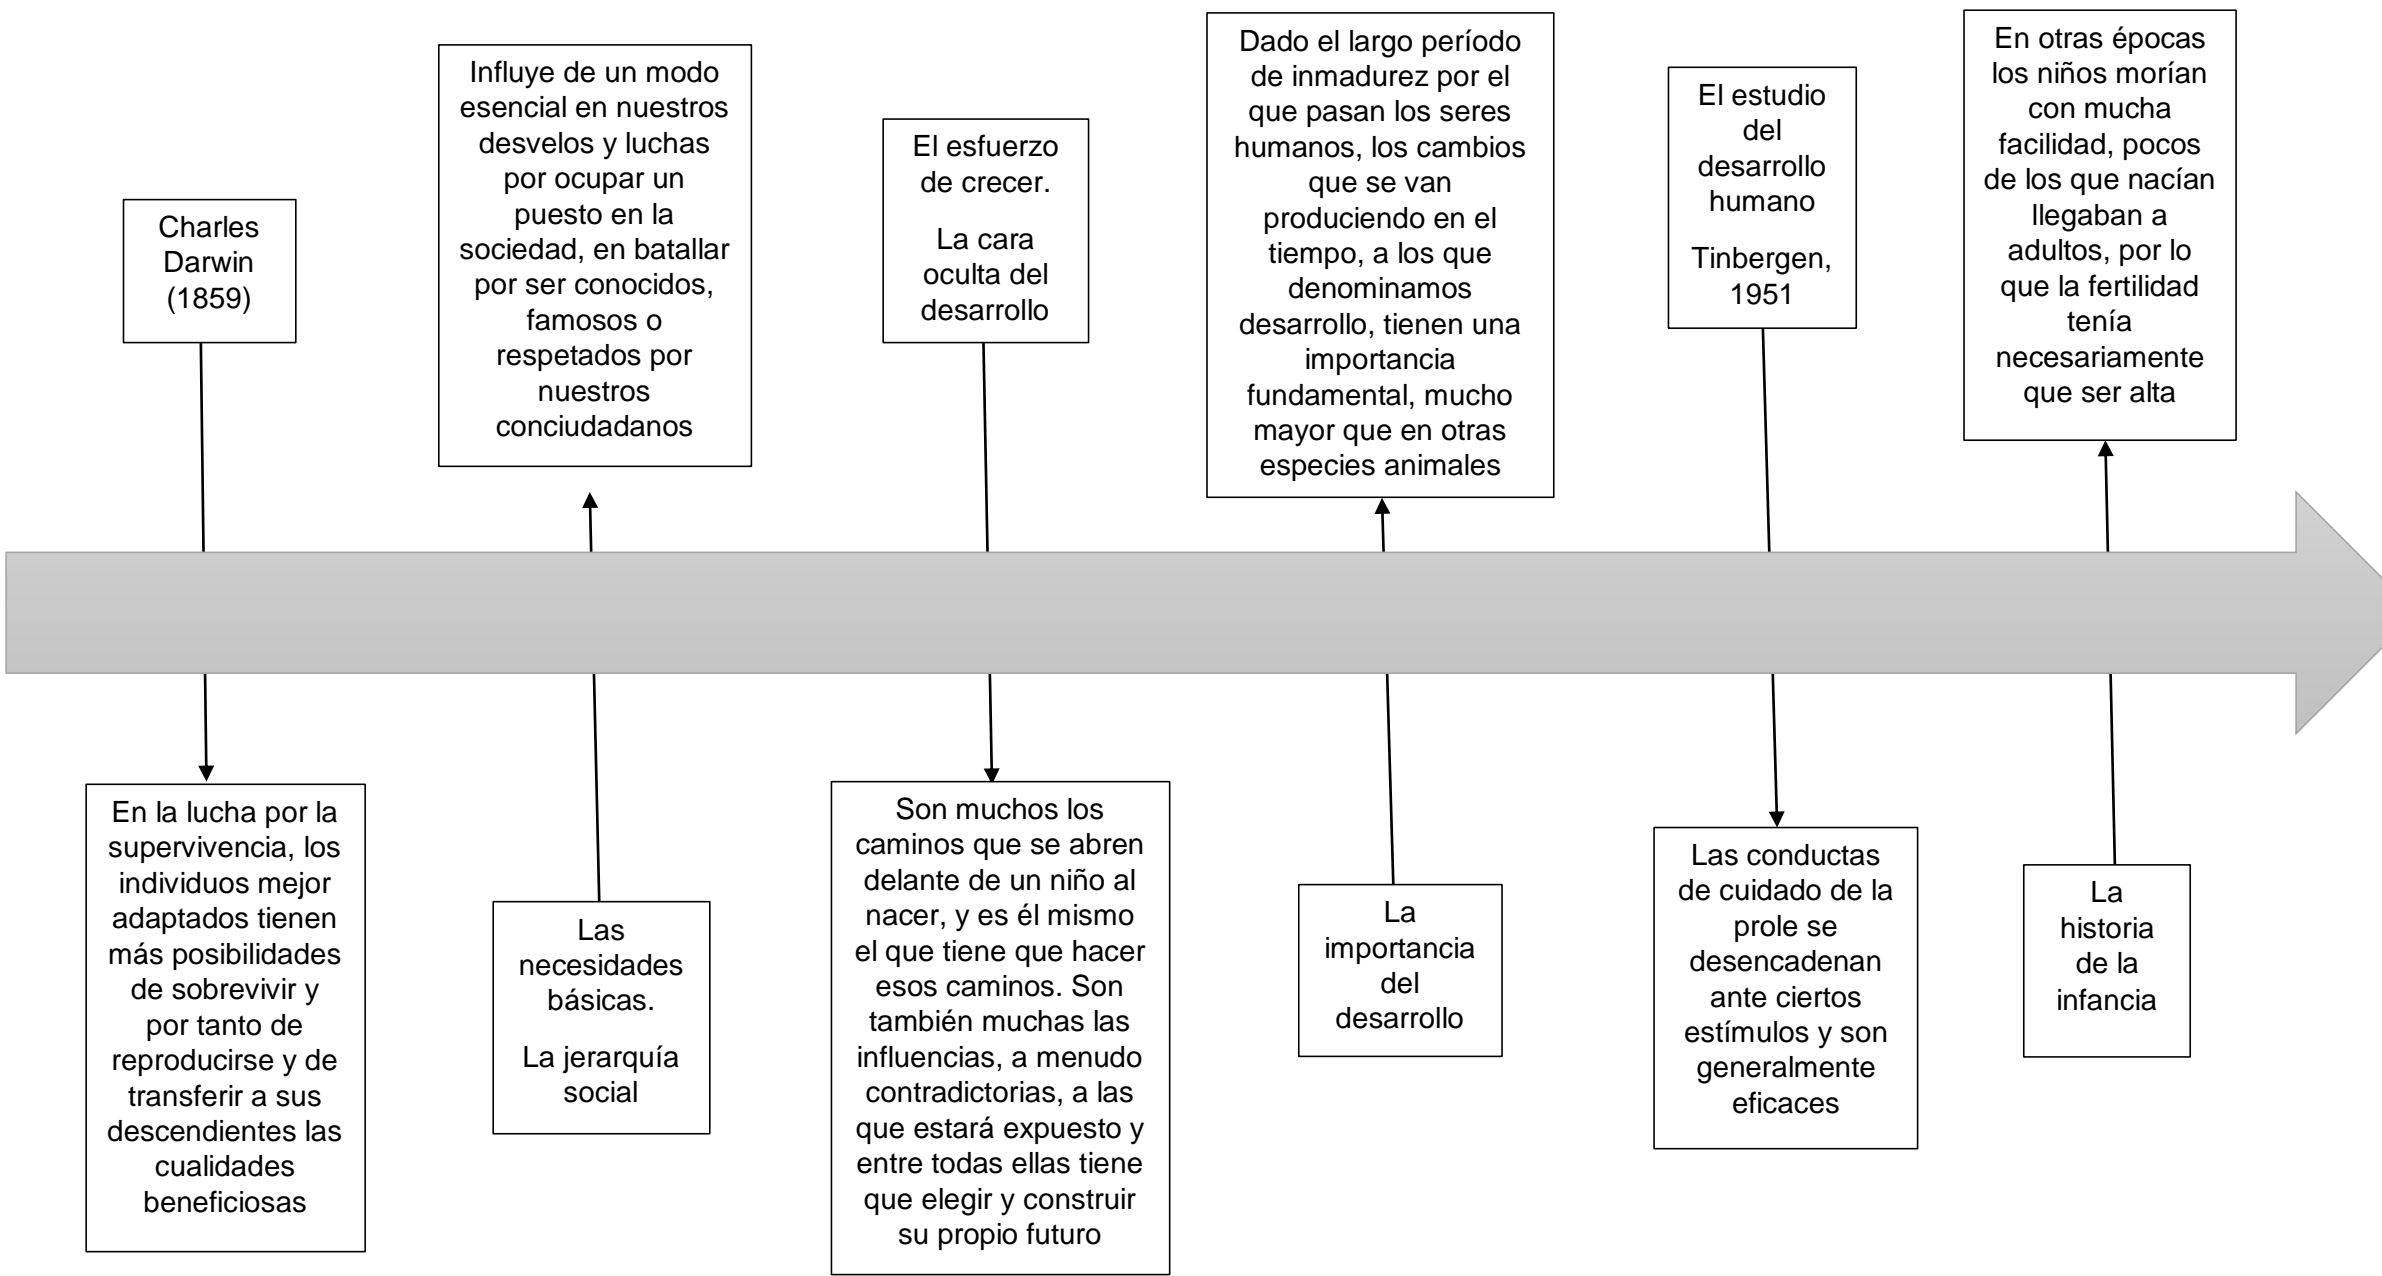 Charles
Darwin
(1859)
En la lucha por la
supervivencia, los
individuos mejor
adaptados tienen
más posibilidades
de sobrevivir y
por tanto de
reproducirse y de
transferir a sus
descendientes las
cualidades
beneficiosas
Influye de un modo
esencial en nuestros
desvelos y luchas
por ocupar un
puesto en la
sociedad, en batallar
por ser conocidos,
famosos o
respetados por
nuestros
conciudadanos
Las
necesidades
básicas.
La jerarquía
social
El esfuerzo
de crecer.
La cara
oculta del
desarrollo
Son muchos los
caminos que se abren
delante de un niño al
nacer, y es él mismo
el que tiene que hacer
esos caminos. Son
también muchas las
influencias, a menudo
contradictorias, a las
que estará expuesto y
entre todas ellas tiene
que elegir y construir
su propio futuro
Dado el largo período
de inmadurez por el
que pasan los seres
humanos, los cambios
que se van
produciendo en el
tiempo, a los que
denominamos
desarrollo, tienen una
importancia
fundamental, mucho
mayor que en otras
especies animales
La
importancia
del
desarrollo
El estudio
del
desarrollo
humano
Tinbergen,
1951
Las conductas
de cuidado de la
prole se
desencadenan
ante ciertos
estímulos y son
generalmente
eficaces
En otras épocas
los niños morían
con mucha
facilidad, pocos
de los que nacían
llegaban a
adultos, por lo
que la fertilidad
tenía
necesariamente
que ser alta
La
historia
de la
infancia